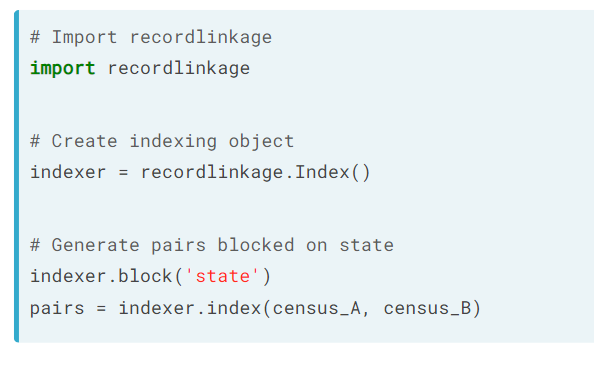 # Import recordlinkage
import recordlinkage
# Create indexing object
indexer = recordlinkage.Index()
# Generate pairs blocked on state
indexer.block('state')
pairs = indexer.index(census_A, census_B)